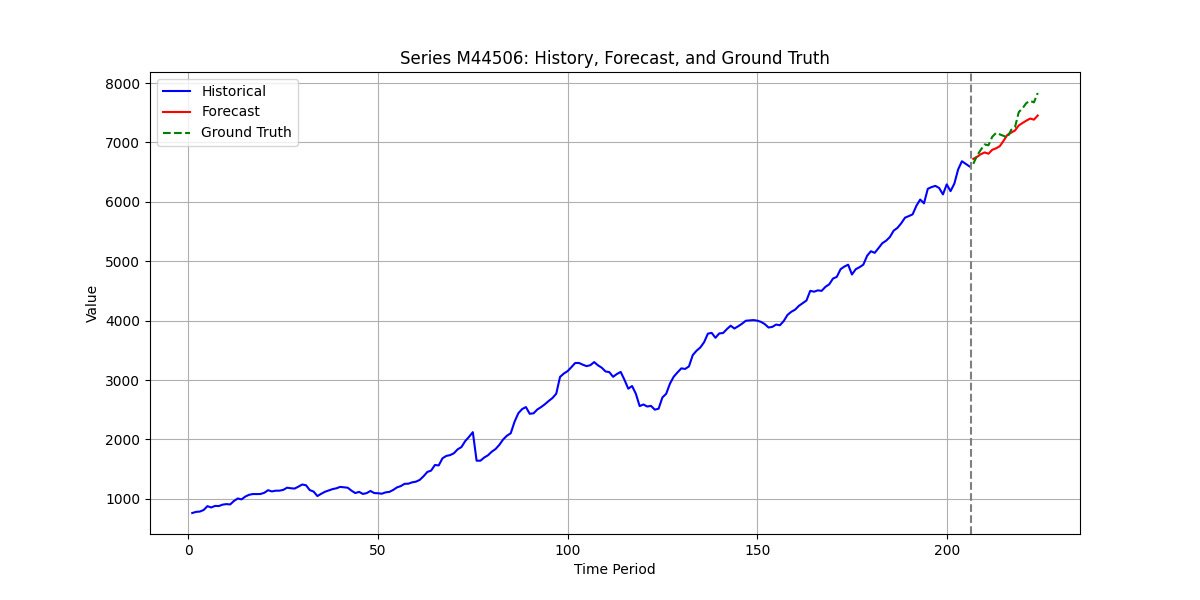 Series M44506: History, Forecast, and Ground Truth
Historical
Forecast
Ground Truth
Value
8000
7000
6000
5000
4000
3000
2000
1000
0 50 100 150 200
Time Period